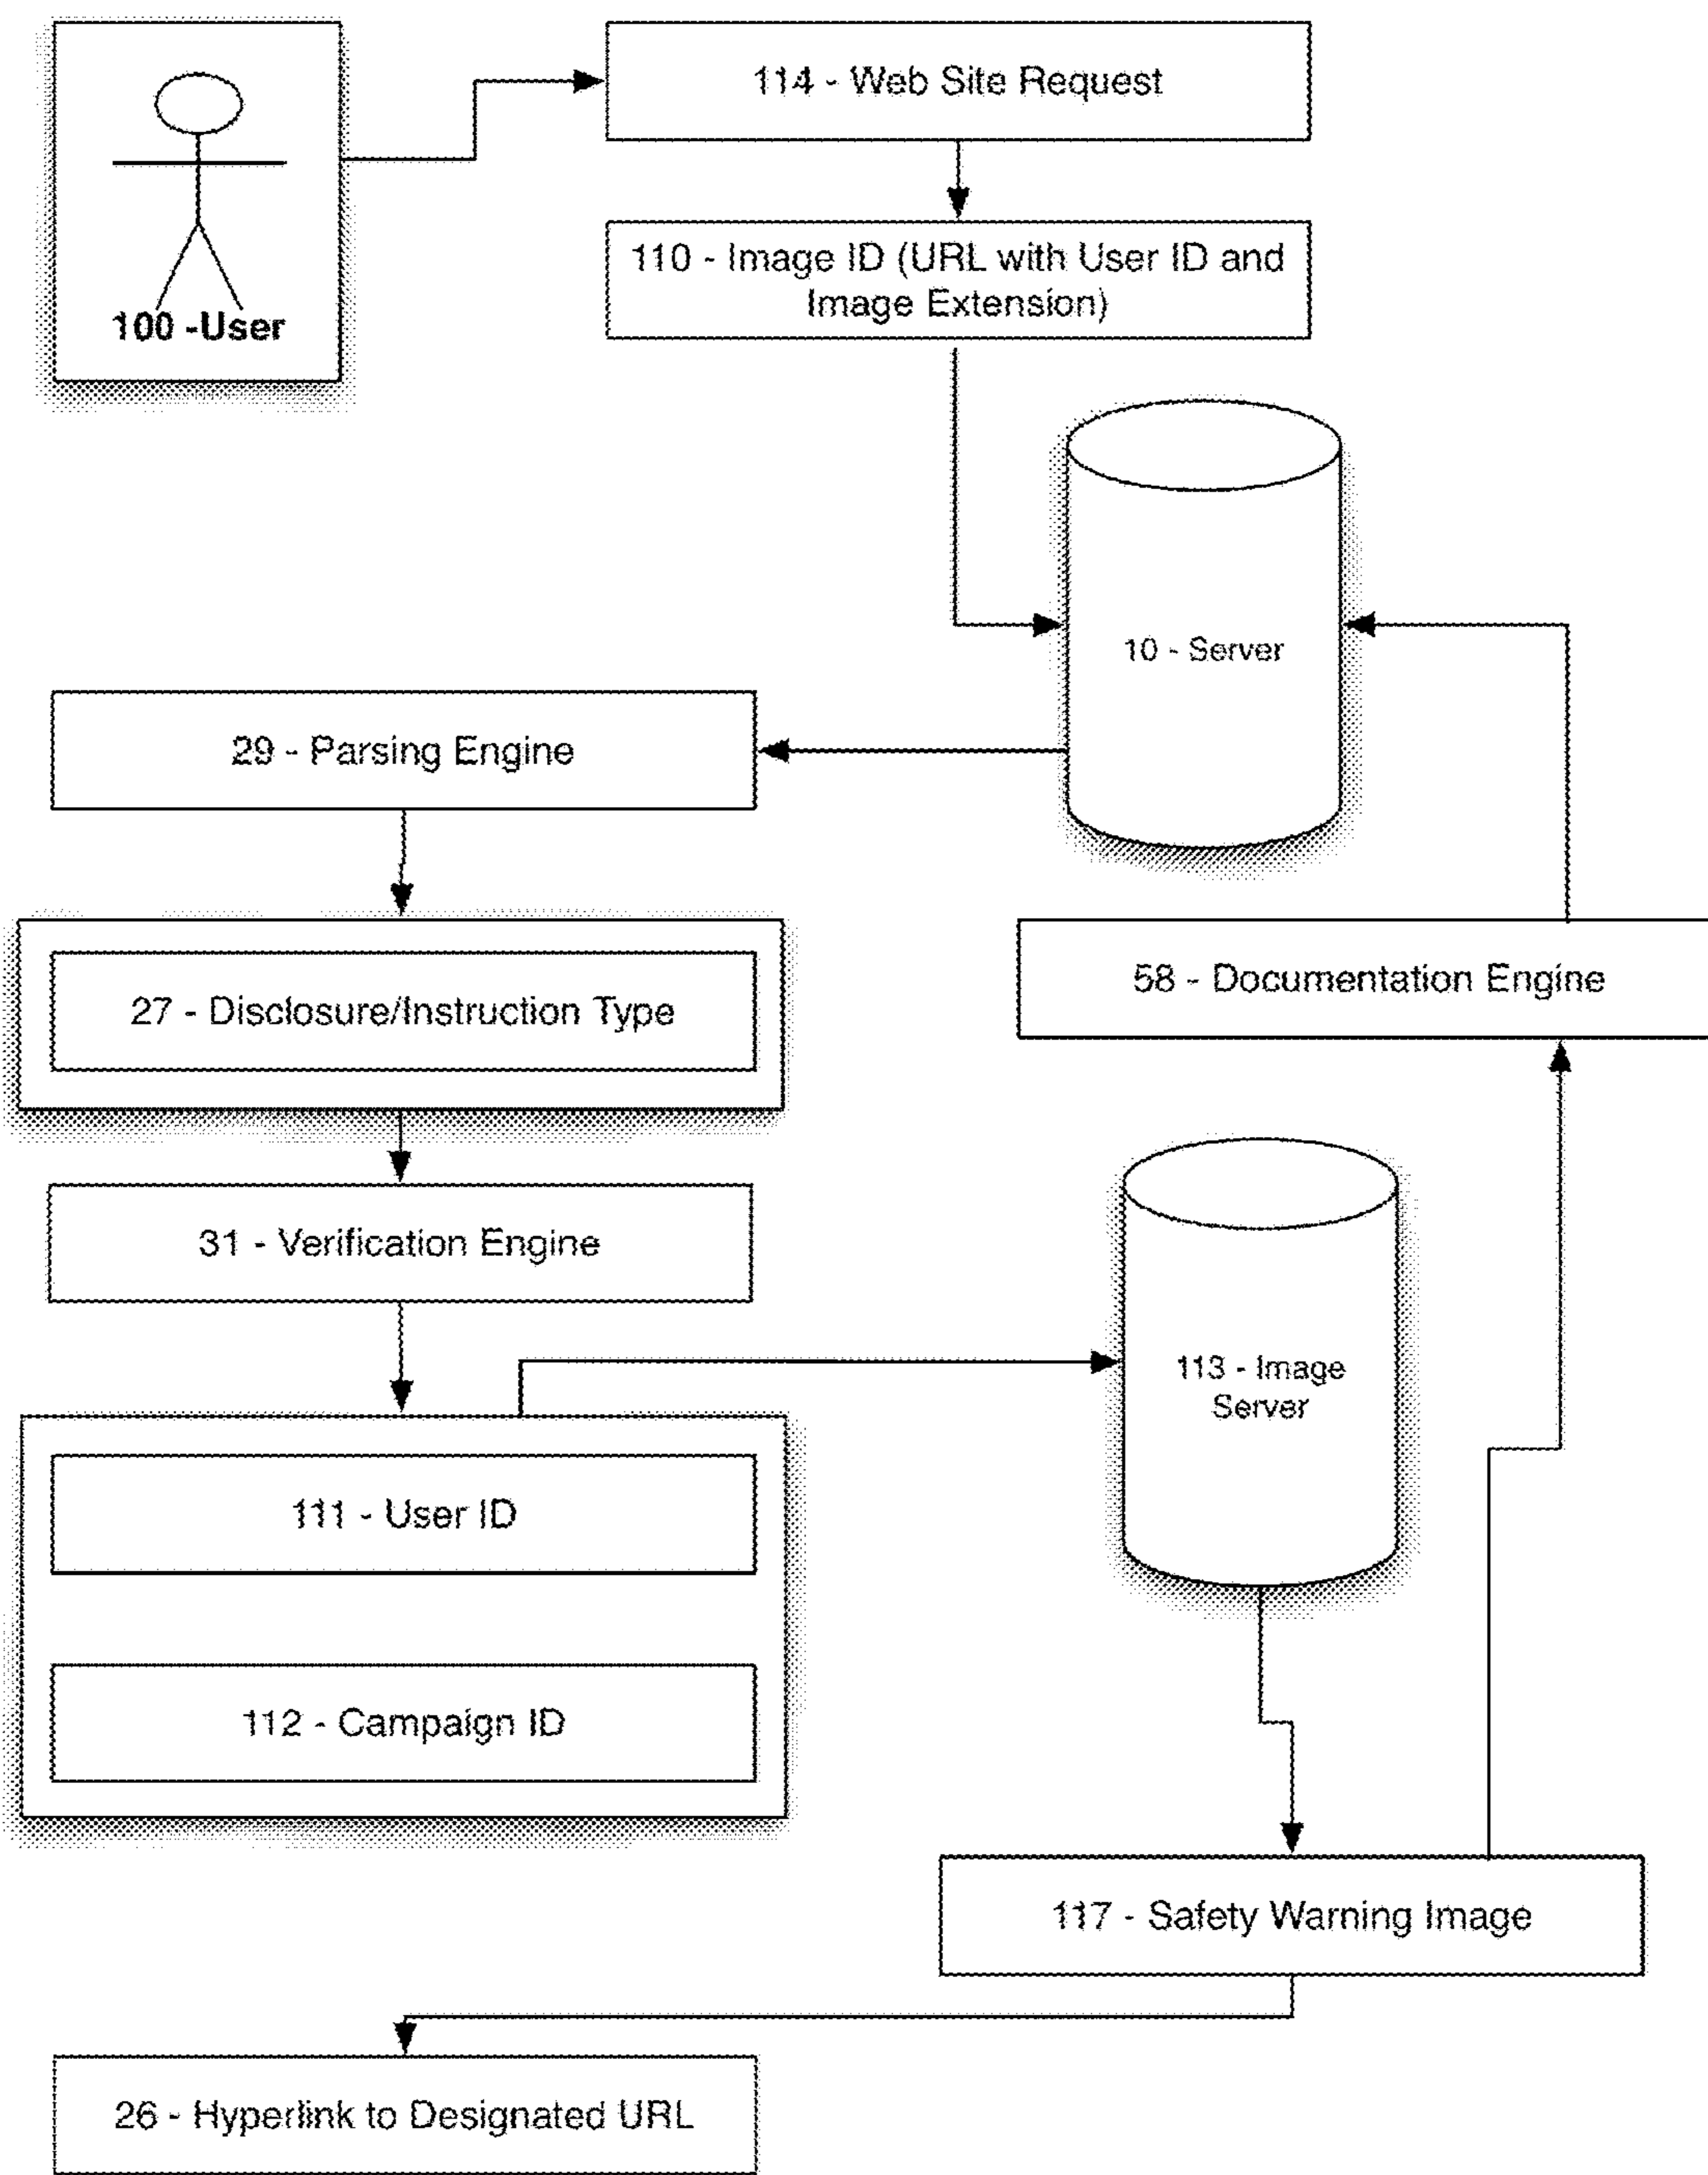 114 - Web Site Request
100 -User
110 - Image ID (URL with User ID and
Image Extension)
10 - Server
29 - Parsing Engine
27 - Disclosure/Instruction Type
58 - Documentation Engine
31 - Verification Engine
113 - Image
Server
111 - User ID
112 - Campaign ID
117 - Safety Warning Image
26 - Hyperlink to Designated URL